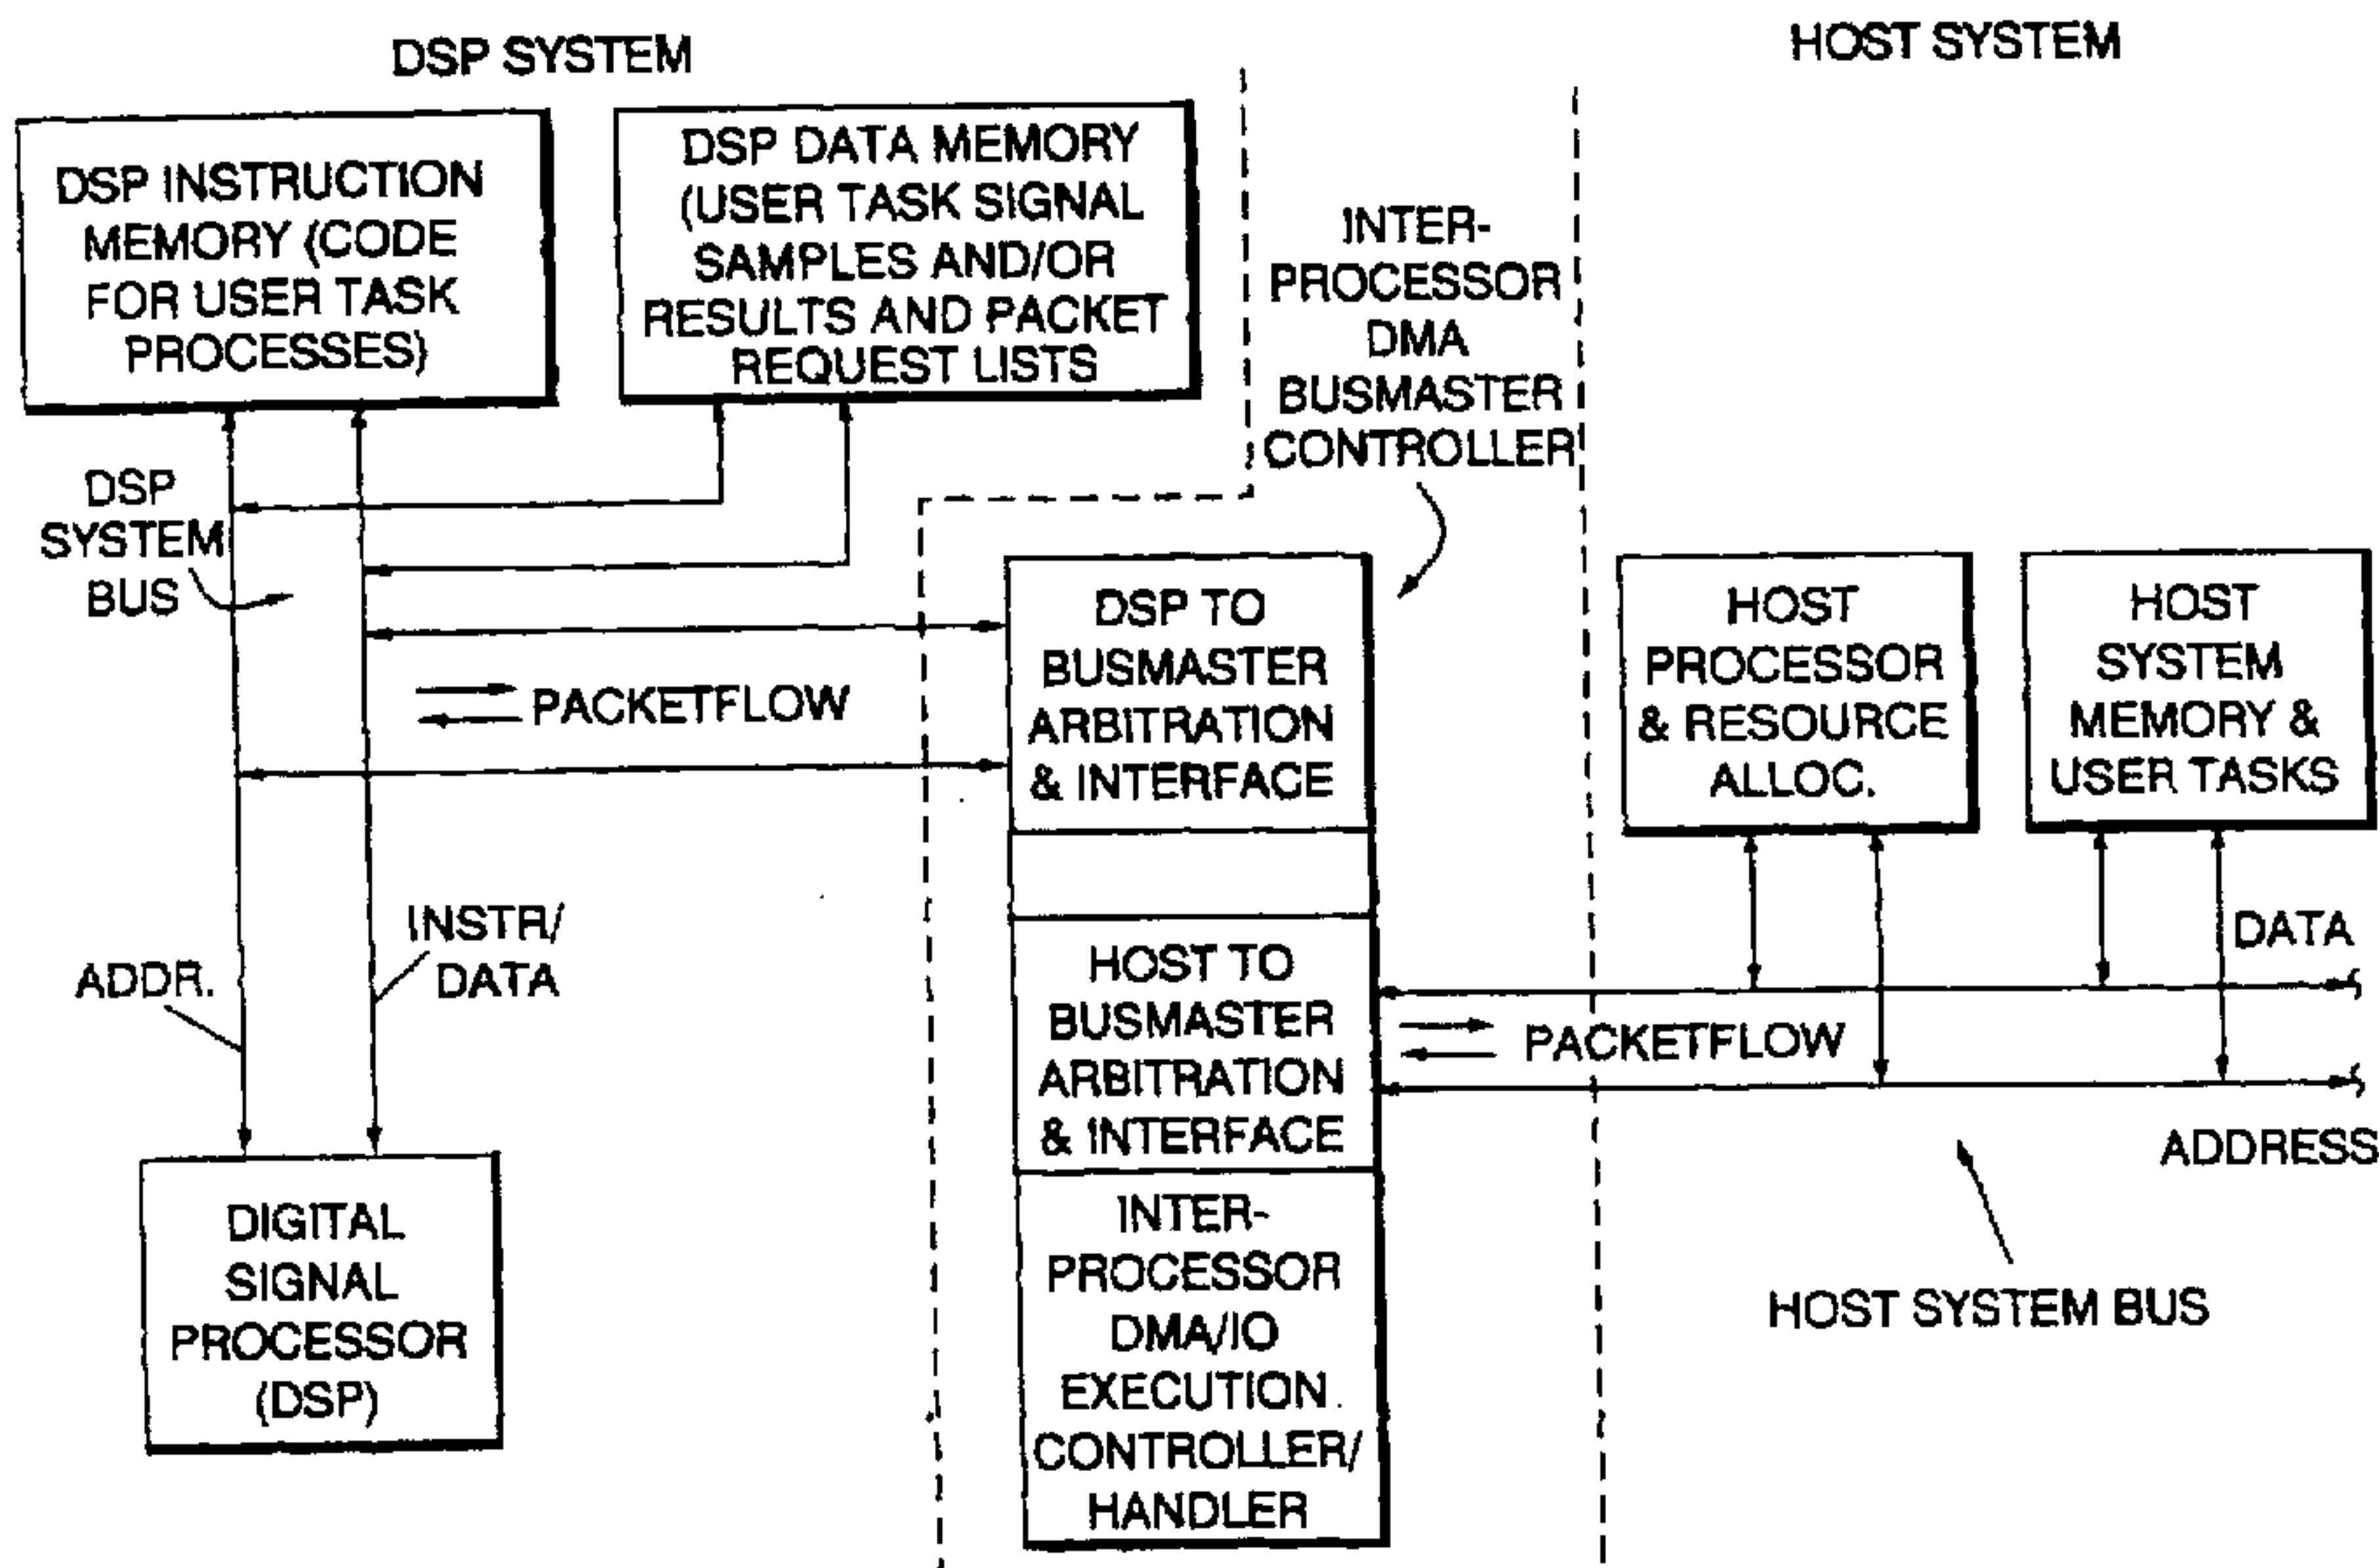 DSP SYSTEM
HOST SYSTEM
DSP INSTRUCTION
MEMORY (CODE
FOR USER TASK
PROCESSES)
DSP DATA MEMORY
(USER TASK SIGNAL
SAMPLES AND/OR
RESULTS AND PACKET
REQUEST LISTS
INTER-
PROCESSOR
DMA
BUSMASTER
CONTROLLER
DSP
SYSTEM
BUS
DSP TO
BUSMASTER
ARBITRATION
& INTERFACE
PACKETFLOW
HOST
PROCESSOR
& RESOURCE
ALLOC.
HOST
SYSTEM
MEMORY &
USER TASKS
INSTR/
DATA
ADDR.
HOST TO
BUSMASTER
ARBITRATION
& INTERFACE
DATA
PACKETFLOW
ADDRESS
HOST SYSTEM BUS
DIGITAL
SIGNAL
PROCESSOR
(DSP)
INTER-
PROCESSOR
DMA/IO
EXECUTION
CONTROLLER/
HANDLER